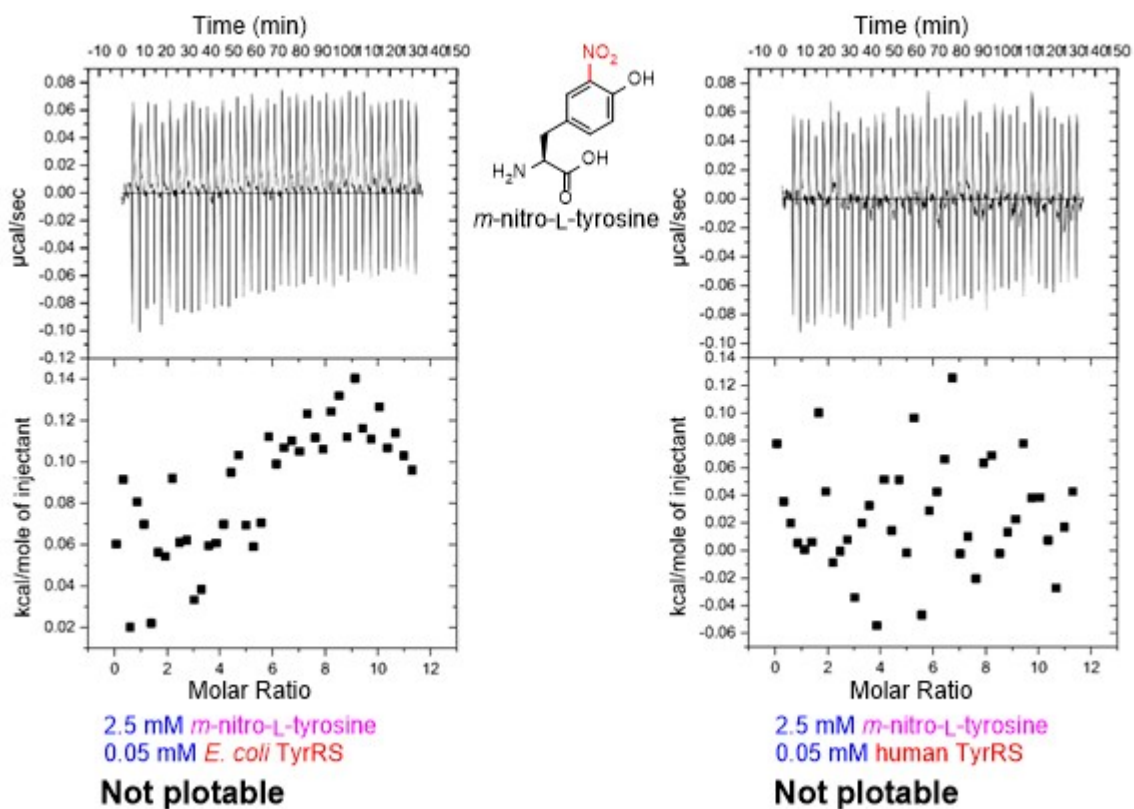 Time (min)
-10 0 10 20 30 40 50 60 70 80 90 100 110 120 130 140 150
0.08
0.06
0.04
0.02
0.00
-0.02
-0.04
-0.06
-0.08
-0.10
-0.12
µcal/sec
0.14
0.12
0.10
0.08
0.06
0.04
0.02
kcal/mole of injectant
0 2 4 6 8 10 12
Molar Ratio
2.5 mM m-nitro-L-tyrosine
0.05 mM E. coli TyrRS
Not plotable
NO2
OH
OH
H2N
O
m-nitro-L-tyrosine
Time (min)
-10 0 10 20 30 40 50 60 70 80 90 100 110 120 130 140 150
0.08
0.06
0.04
0.02
0.00
-0.02
-0.04
-0.06
-0.08
-0.10
µcal/sec
0.14
0.12
0.10
0.08
0.06
0.04
0.02
0.00
-0.02
-0.04
-0.06
kcal/mole of injectant
0 2 4 6 8 10 12
Molar Ratio
2.5 mM m-nitro-L-tyrosine
0.05 mM human TyrRS
Not plotable